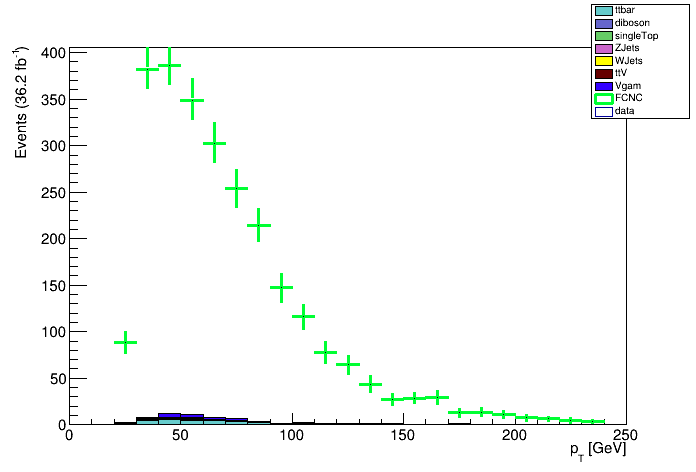 ttbar
diboson
singleTop
ZJets
WJets
ttV
Vgam
FCNC
data
Events (36.2 fb⁻¹)
400
350
300
250
200
150
100
50
0
0 50 100 150 200 250
p_T [GeV]